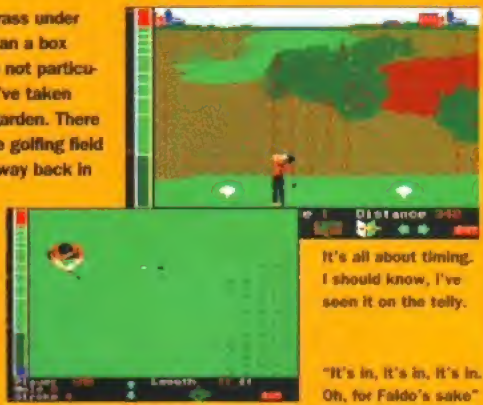 rass under
an a box
not particu-
've taken
arden. There
e golfing field
way back in
Distance 342
It's all about timing.
I should know, I've
seen it on the telly.
"It's in, it's in, it's in.
Oh, for Faldo's sake"
Length
Stroke